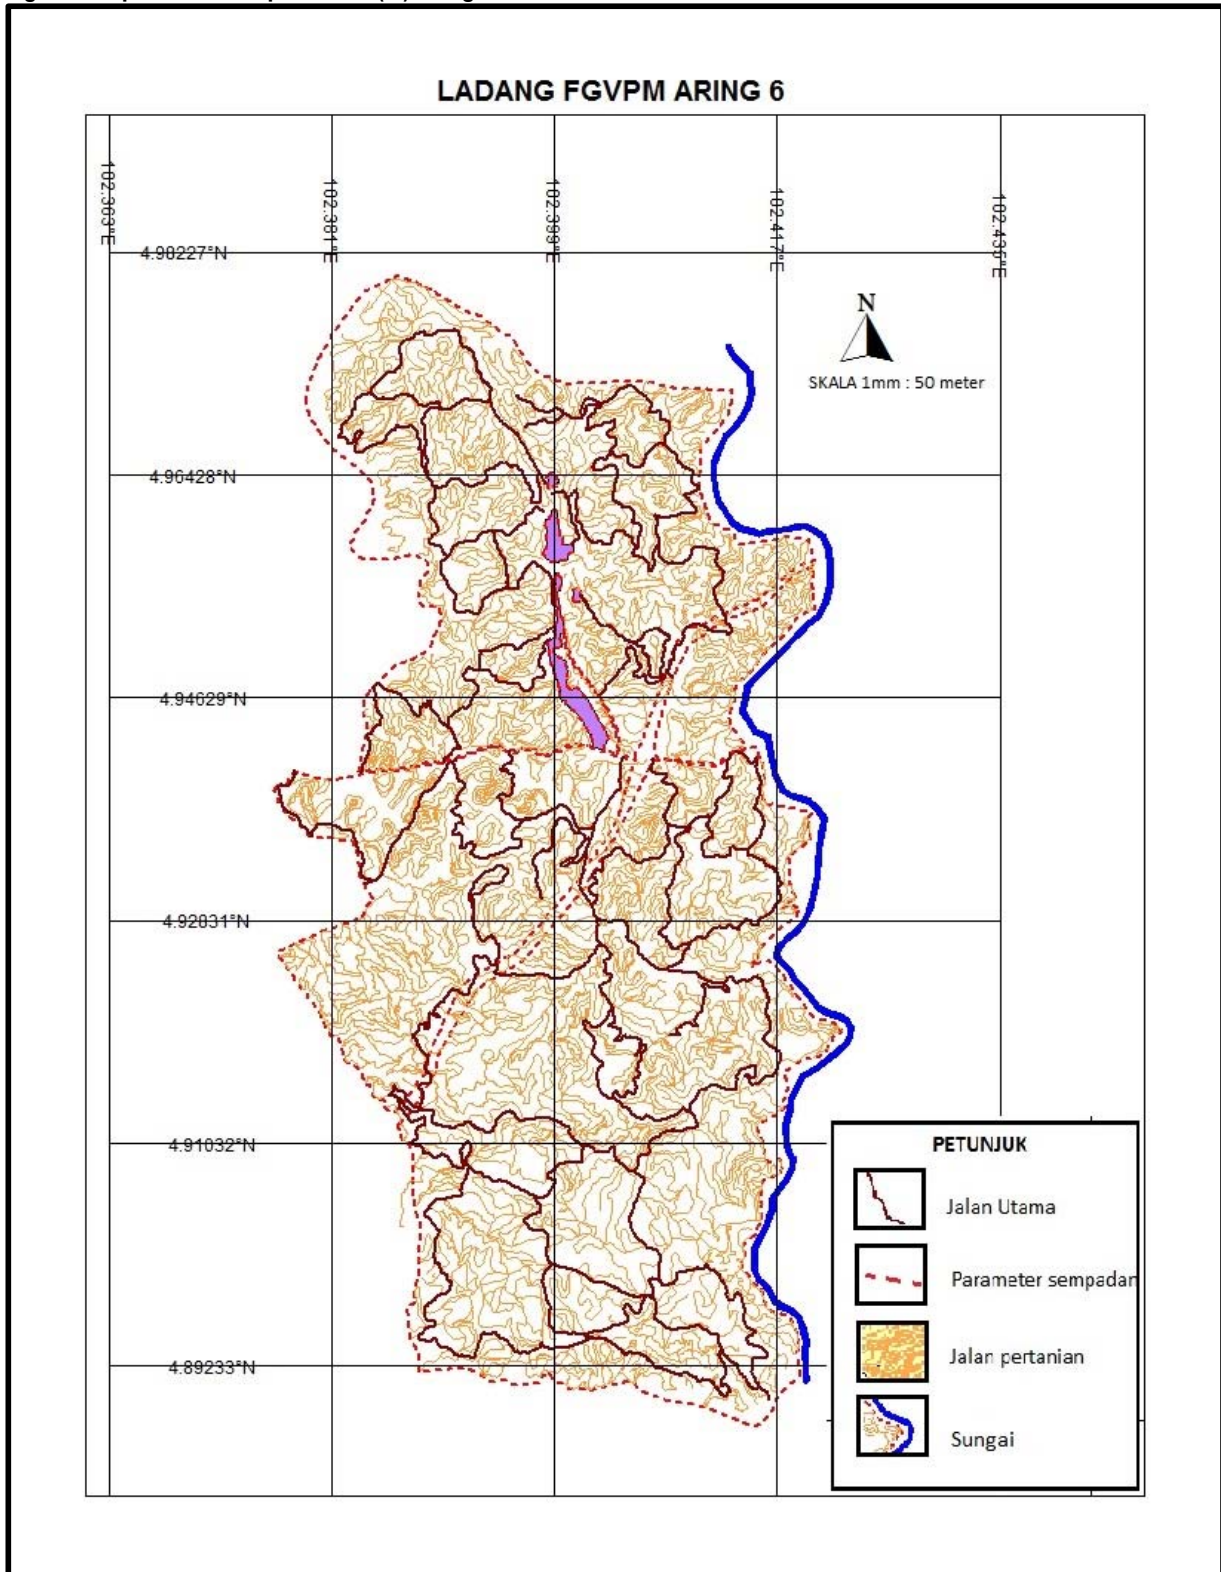 LADANG FGVPM ARING 6
102.363°E
102.381°E
102.399°E
102.417°E
102.435°E
4.98227°N
N
SKALA 1mm : 50 meter
4.96428°N
4.94629°N
4.92831°N
4.91032°N
4.89233°N
PETUNJUK
Jalan Utama
Parameter sempadan
Jalan pertanian
Sungai